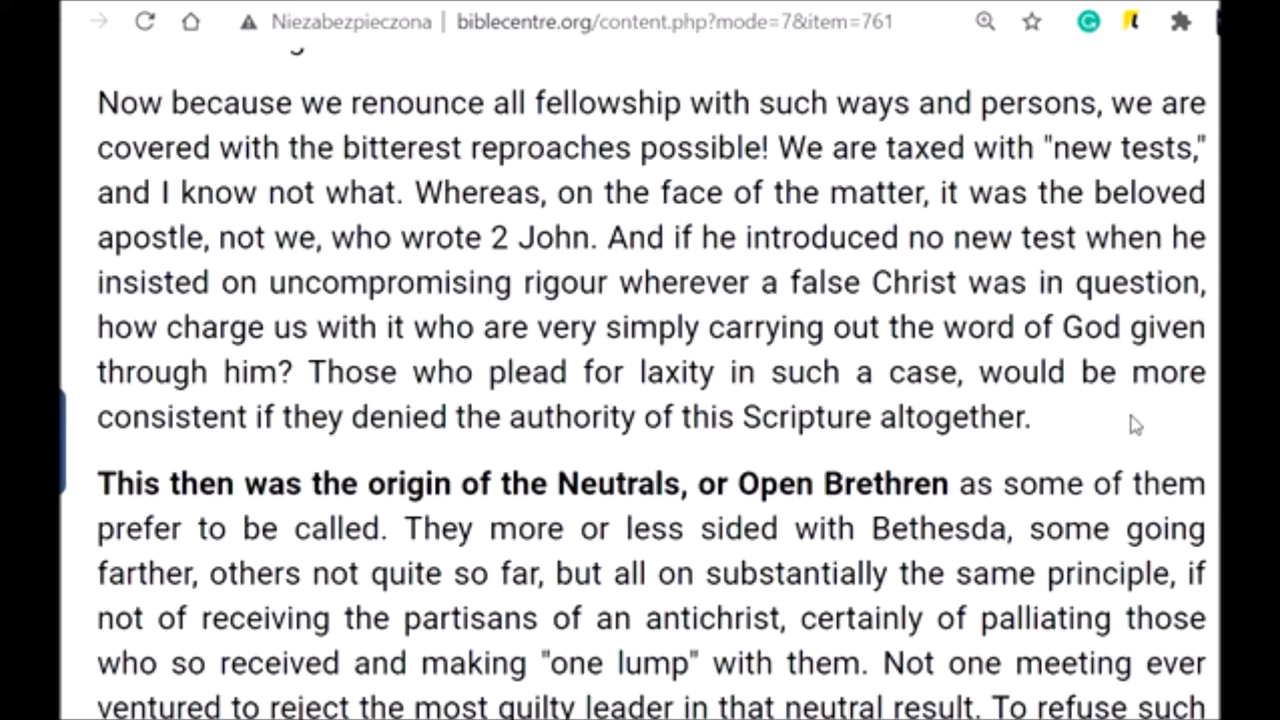 Niezabezpieczona | biblecentre.org/content.php?mode=7&item=761
Now because we renounce all fellowship with such ways and persons, we are
covered with the bitterest reproaches possible! We are taxed with "new tests,"
and I know not what. Whereas, on the face of the matter, it was the beloved
apostle, not we, who wrote 2 John. And if he introduced no new test when he
insisted on uncompromising rigour wherever a false Christ was in question,
how charge us with it who are very simply carrying out the word of God given
through him? Those who plead for laxity in such a case, would be more
consistent if they denied the authority of this Scripture altogether.
This then was the origin of the Neutrals, or Open Brethren as some of them
prefer to be called. They more or less sided with Bethesda, some going
farther, others not quite so far, but all on substantially the same principle, if
not of receiving the partisans of an antichrist, certainly of palliating those
who so received and making "one lump" with them. Not one meeting ever
ventured to reject the most guilty leader in that neutral result. To refuse such